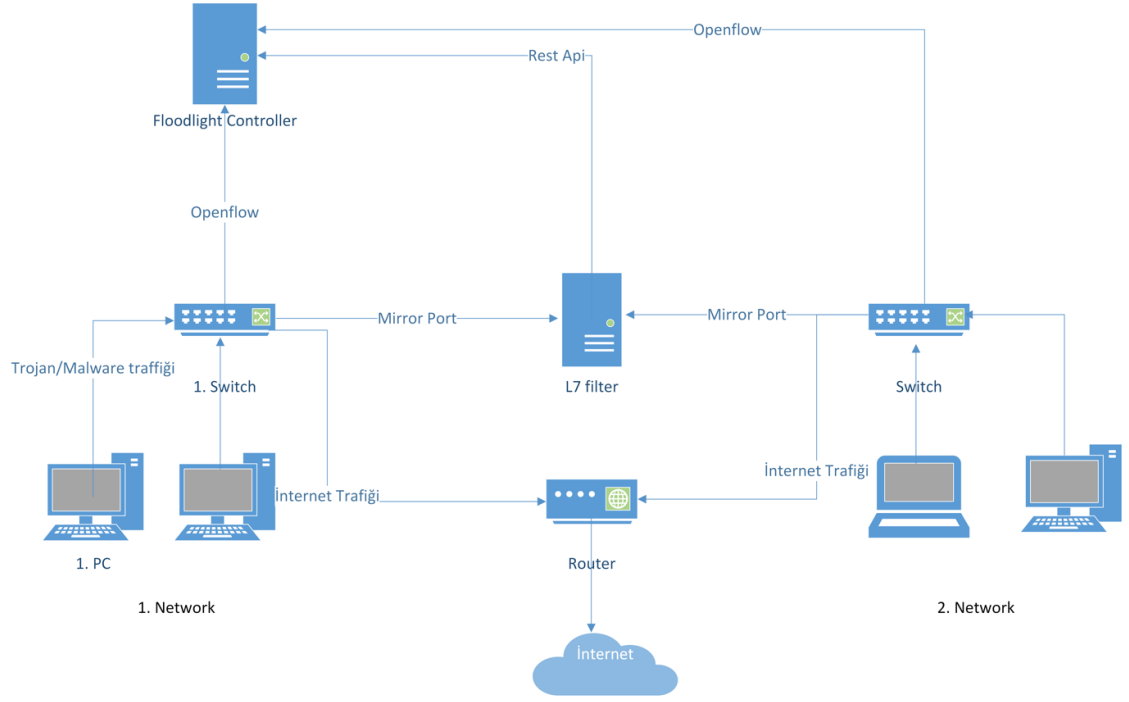 Openflow
Rest Api
Floodlight Controller
Openflow
Mirror Port
Mirror Port
Trojan/Malware traffiği
1. Switch
L7 filter
Switch
İnternet Trafiği
İnternet Trafiği
1. PC
Router
1. Network
2. Network
İnternet